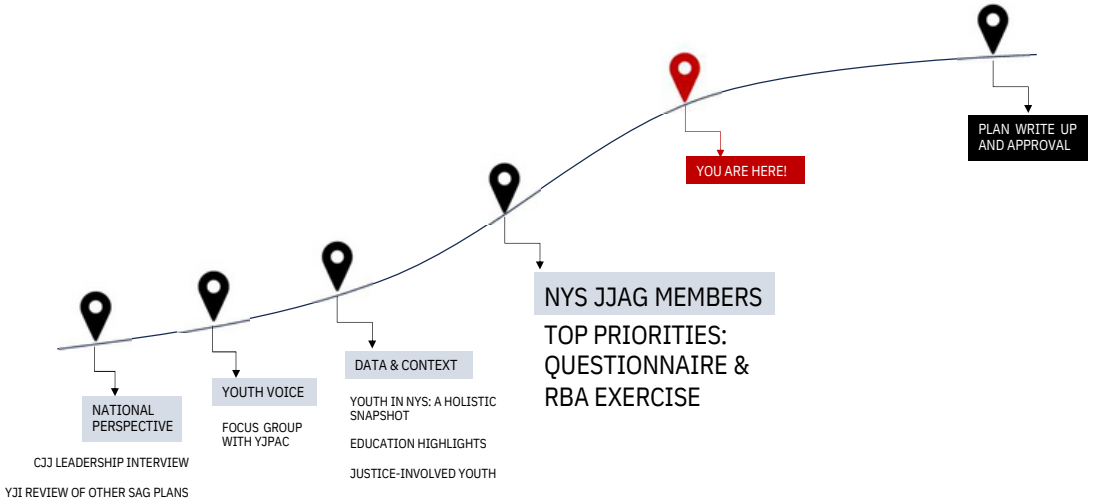 NATIONAL
PERSPECTIVE
CJJ LEADERSHIP INTERVIEW
YJI REVIEW OF OTHER SAG PLANS
YOUTH VOICE
FOCUS GROUP
WITH YJPAC
DATA & CONTEXT
YOUTH IN NYS: A HOLISTIC
SNAPSHOT
EDUCATION HIGHLIGHTS
JUSTICE-INVOLVED YOUTH
NYS JJAG MEMBERS
TOP PRIORITIES:
QUESTIONNAIRE &
RBA EXERCISE
YOU ARE HERE!
PLAN WRITE UP
AND APPROVAL